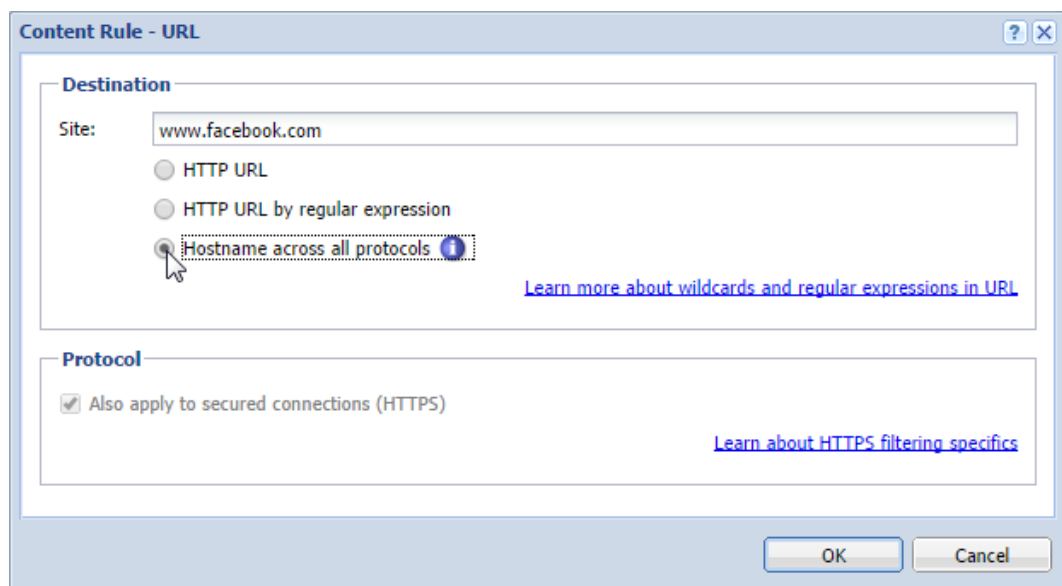 Content Rule - URL
?
Destination
Site: www.facebook.com
HTTP URL
HTTP URL by regular expression
Hostname across all protocols i
Learn more about wildcards and regular expressions in URL
Protocol
Also apply to secured connections (HTTPS)
Learn about HTTPS filtering specifics
OK Cancel